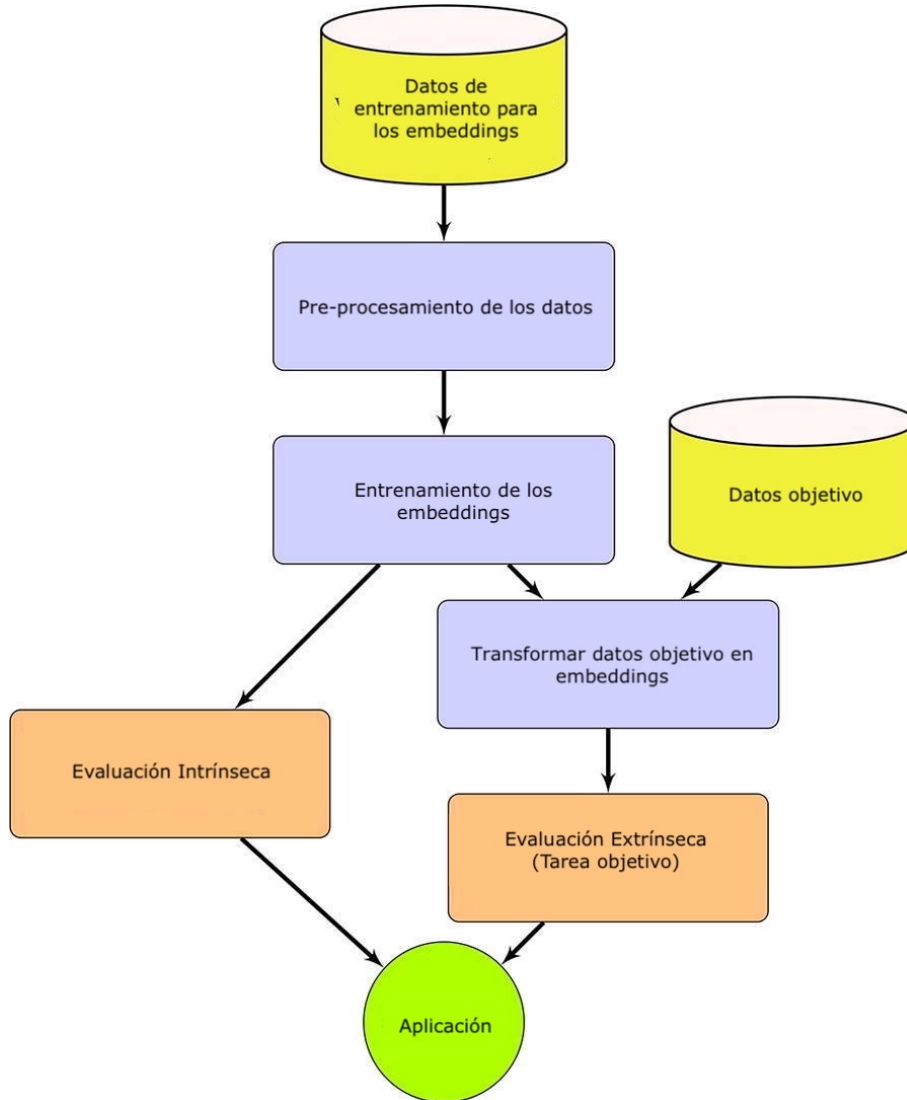 Datos de
entrenamiento para
los embeddings
Pre-procesamiento de los datos
Entrenamiento de los
embeddings
Datos objetivo
Transformar datos objetivo en
embeddings
Evaluación Intrínseca
Evaluación Extrínseca
(Tarea objetivo)
Aplicación